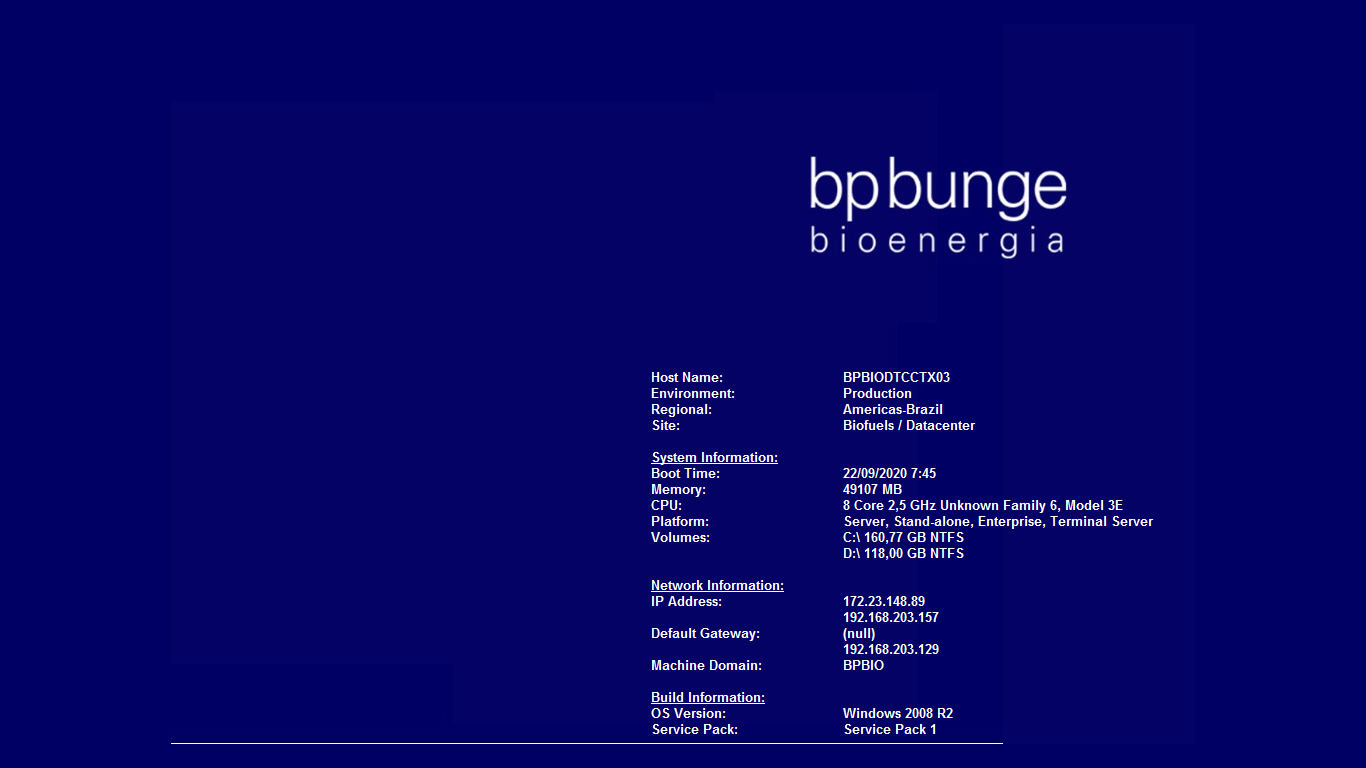 bpbunge
bioenergia
Host Name: BPBIODTCCTX03
Environment: Production
Regional: Americas-Brazil
Site: Biofuels / Datacenter
System Information:
Boot Time: 22/09/2020 7:45
Memory: 49107 MB
CPU: 8 Core 2,5 GHz Unknown Family 6, Model 3E
Platform: Server, Stand-alone, Enterprise, Terminal Server
Volumes: C:\ 160,77 GB NTFS
D:\ 118,00 GB NTFS
Network Information:
IP Address: 172.23.148.89
192.168.203.157
Default Gateway: (null)
192.168.203.129
Machine Domain: BPBIO
Build Information:
OS Version: Windows 2008 R2
Service Pack: Service Pack 1